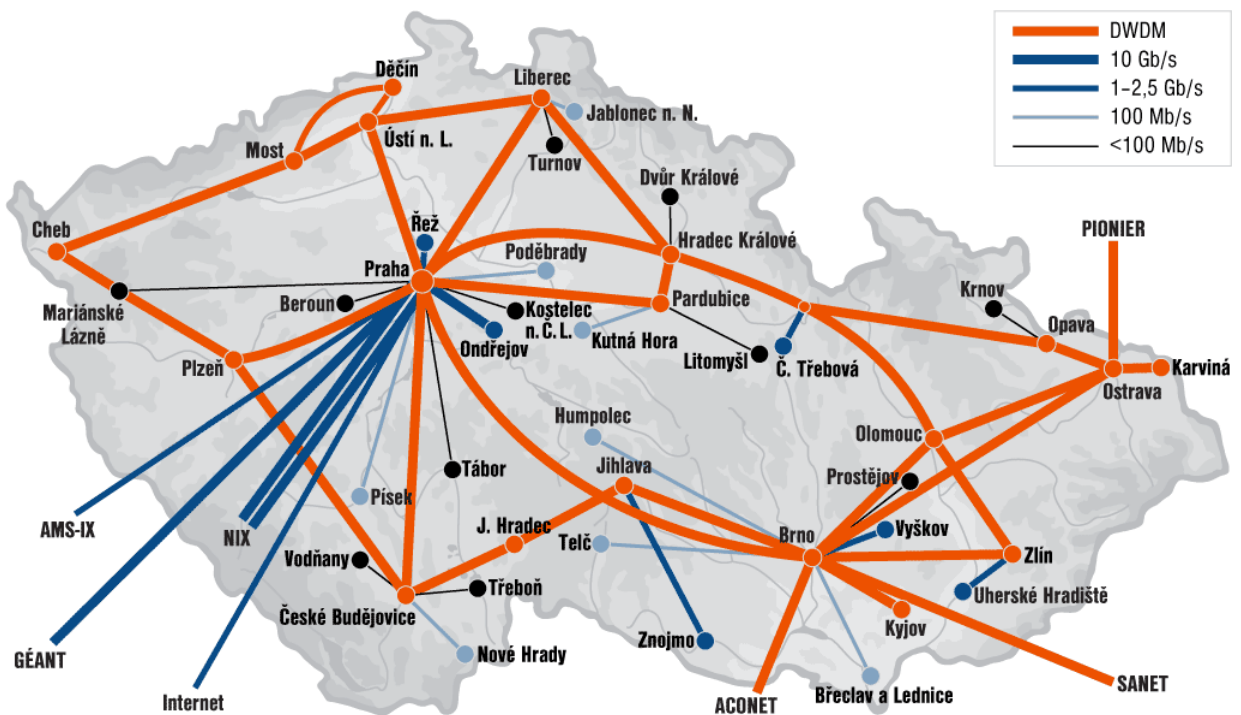 DWDM
10 Gb/s
1–2,5 Gb/s
100 Mb/s
<100 Mb/s
Děčín
Liberec
Jablonec n. N.
Ústí n. L.
Most
Turnov
Dvůr Králové
Cheb
Řež
Hradec Králové
PIONIER
Poděbrady
Praha
Krnov
Mariánské
Lázně
Beroun
Kostelec
n. Č. L.
Pardubice
Opava
Ondřejov
Kutná Hora
Litomyšl
Č. Třebová
Plzeň
Ostrava
Karviná
Humpolec
Olomouc
Tábor
Jihlava
Prostějov
Písek
AMS-IX
NIX
J. Hradec
Telč
Brno
Vyškov
Zlín
Vodňany
Třeboň
Uherské Hradiště
České Budějovice
Kyjov
GÉANT
Nové Hrady
Znojmo
Internet
ACONET
Břeclav a Lednice
SANET